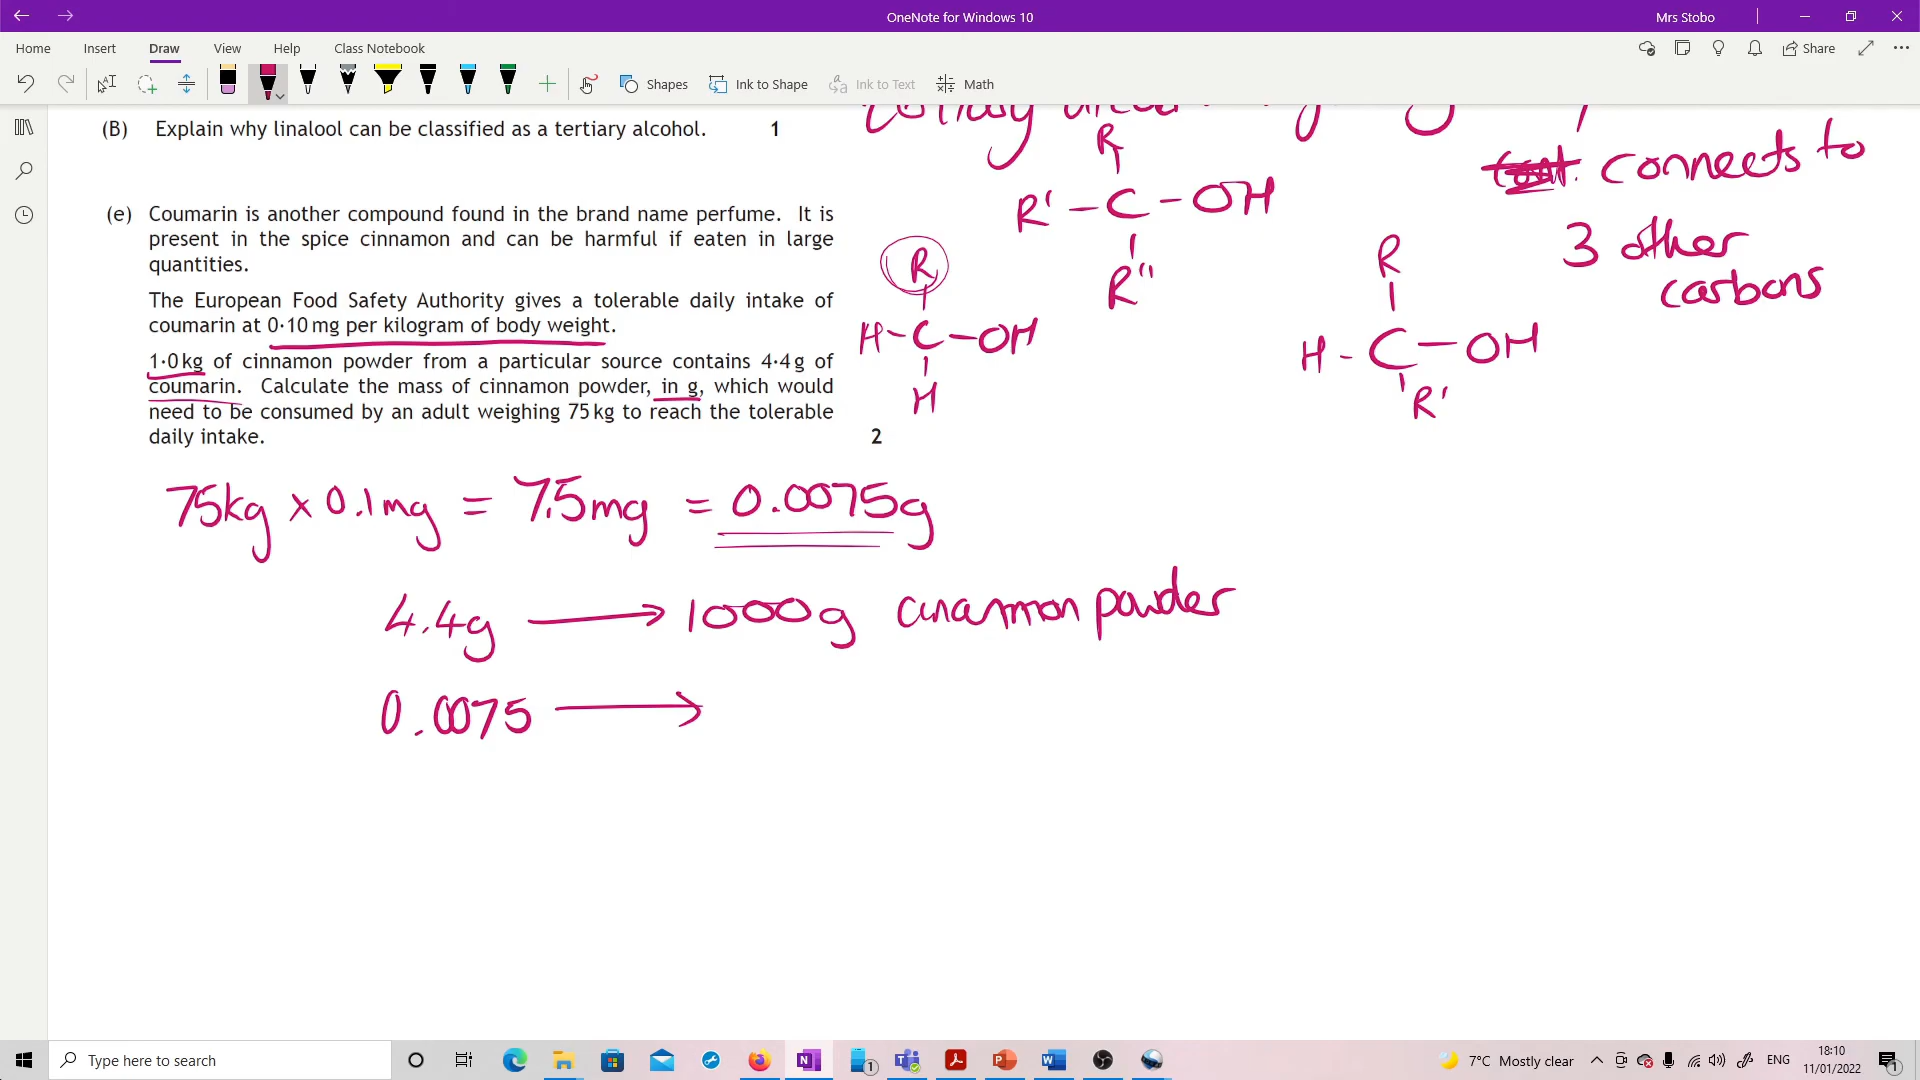 OneNote for Windows 10
Mrs Stobo
Home Insert Draw View Help Class Notebook
Share
Shapes Ink to Shape Ink to Text Math
(B) Explain why linalool can be classified as a tertiary alcohol. 1
connects to
3 other
carbons
R
R' - C - OH
R"
R
H - C - OH
H
R
H - C - OH
R'
(e) Coumarin is another compound found in the brand name perfume. It is
present in the spice cinnamon and can be harmful if eaten in large
quantities.
The European Food Safety Authority gives a tolerable daily intake of
coumarin at 0·10 mg per kilogram of body weight.
1·0 kg of cinnamon powder from a particular source contains 4·4 g of
coumarin. Calculate the mass of cinnamon powder, in g, which would
need to be consumed by an adult weighing 75 kg to reach the tolerable
daily intake.
2
75kg × 0.1mg = 7.5mg = 0.0075g
4.4g → 1000g cinnamon powder
0.0075 →
Type here to search
1
7°C Mostly clear
ENG
18:10
11/01/2022
1